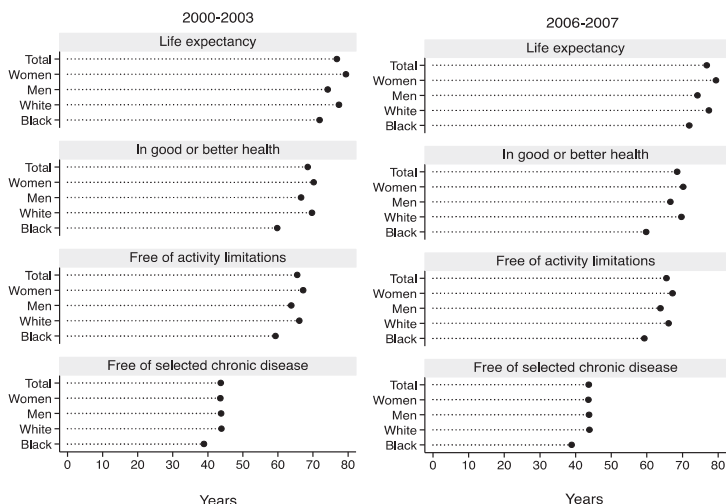 2000-2003
Life expectancy
Total
Women
Men
White
Black
In good or better health
Total
Women
Men
White
Black
Free of activity limitations
Total
Women
Men
White
Black
Free of selected chronic disease
Total
Women
Men
White
Black
0 10 20 30 40 50 60 70 80
Years
2006-2007
Life expectancy
Total
Women
Men
White
Black
In good or better health
Total
Women
Men
White
Black
Free of activity limitations
Total
Women
Men
White
Black
Free of selected chronic disease
Total
Women
Men
White
Black
0 10 20 30 40 50 60 70 80
Years